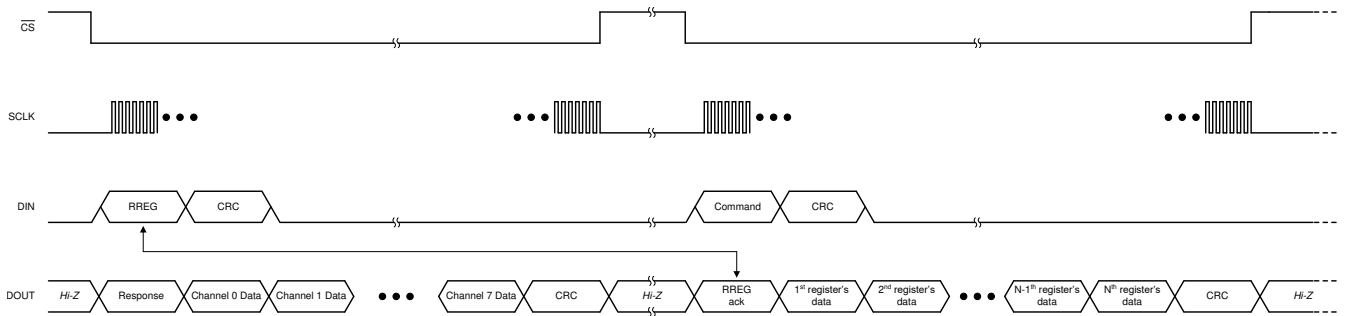 CS
SCLK
DIN
RREG
CRC
Command
CRC
DOUT
Hi-Z
Response
Channel 0 Data
Channel 1 Data
Channel 7 Data
CRC
Hi-Z
RREG
ack
1st register's
data
2nd register's
data
N-1th register's
data
Nth register's
data
CRC
Hi-Z